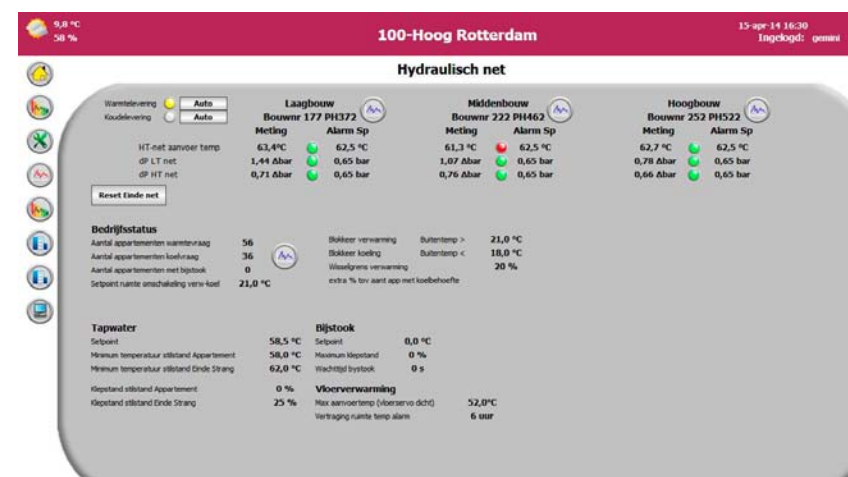 9,8 °C
58 %
100-Hoog Rotterdam
15-apr-14 16:30
Ingelogd: gemini
Hydraulisch net
Warmtelevering Auto
Koudelevering Auto
Laagbouw
Bouwnr 177 PH372
Middenbouw
Bouwnr 222 PH462
Hoogbouw
Bouwnr 252 PH522
Meting Alarm Sp Meting Alarm Sp Meting Alarm Sp
HT-net aanvoer temp 63,4°C 62,5 °C 61,3 °C 62,5 °C 62,7 °C 62,5 °C
dP LT net 1,44 Δbar 0,65 bar 1,07 Δbar 0,65 bar 0,78 Δbar 0,65 bar
dP HT net 0,71 Δbar 0,65 bar 0,76 Δbar 0,65 bar 0,66 Δbar 0,65 bar
Reset Einde net
Bedrijfsstatus
Aantal appartementen warmtevraag 56
Aantal appartementen koelvraag 36
Aantal appartementen met bijstook 0
Setpoint ruimte omschakeling verw-koel 21,0 °C
Blokkeer verwarming Buitentemp > 21,0 °C
Blokkeer koeling Buitentemp < 18,0 °C
Wisselgrens verwarming 20 %
extra % tov aant app met koelbehoefte
Tapwater
Setpoint 58,5 °C
Minimum temperatuur stilstand Appartement 58,0 °C
Minimum temperatuur stilstand Einde Strang 62,0 °C
Klepstand stilstand Appartement 0 %
Klepstand stilstand Einde Strang 25 %
Bijstook
Setpoint 0,0 °C
Maximum klepstand 0 %
Wachttijd bystook 0 s
Vloerverwarming
Max aanvoertemp (vloerservo dicht) 52,0°C
Vertraging ruimte temp alarm 6 uur